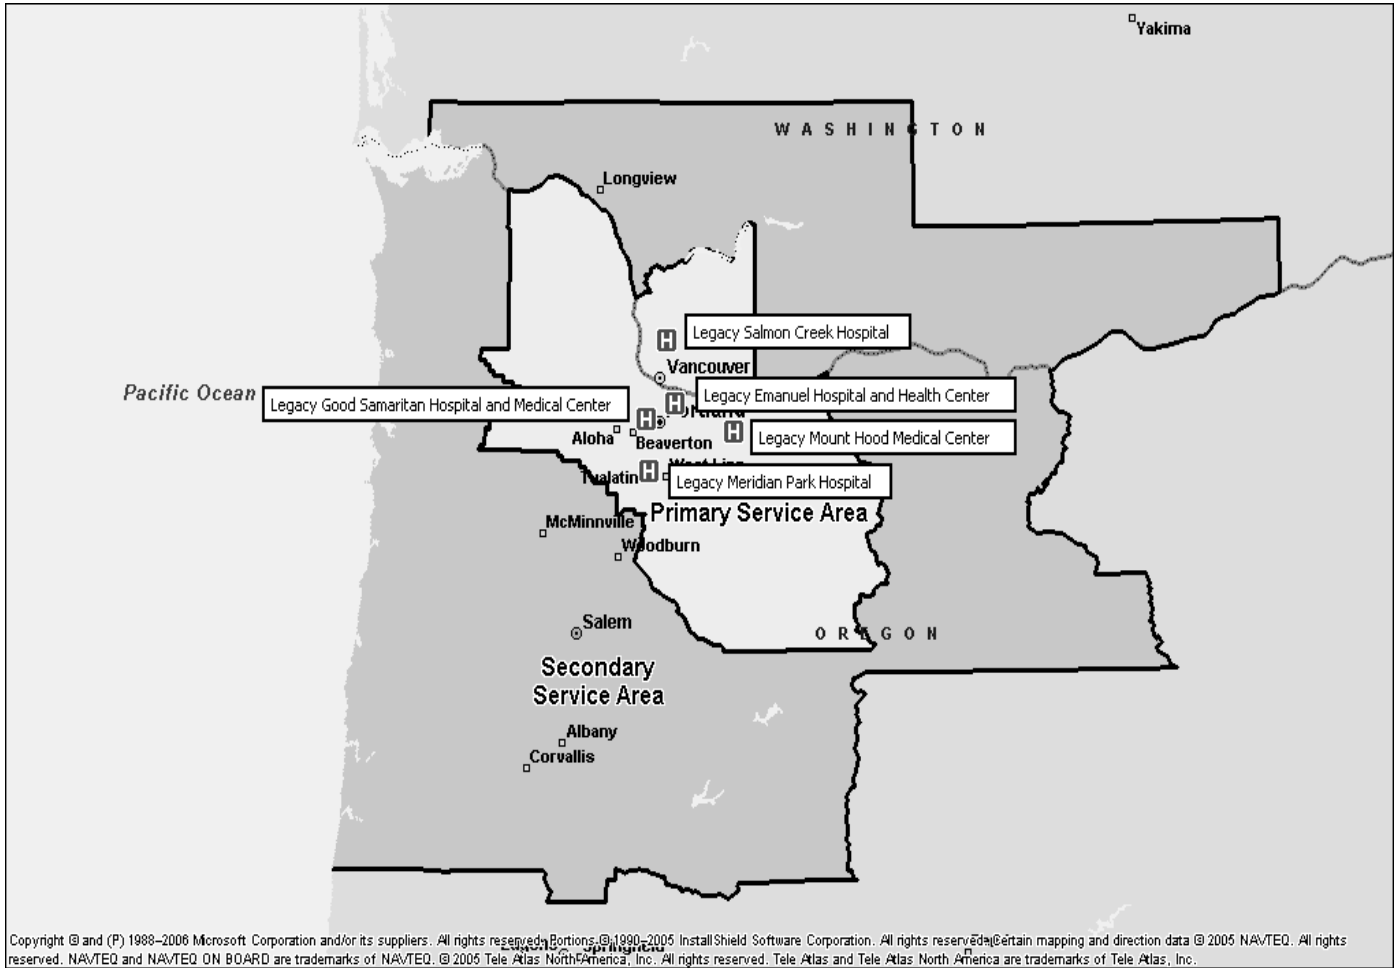 Yakima
WASHINGTON
Longview
Legacy Salmon Creek Hospital
Vancouver
Pacific Ocean
Legacy Emanuel Hospital and Health Center
Legacy Good Samaritan Hospital and Medical Center
Portland
Legacy Mount Hood Medical Center
Aloha
Beaverton
West Linn
Tualatin
Legacy Meridian Park Hospital
Primary Service Area
McMinnville
Woodburn
Salem
OREGON
Secondary
Service Area
Albany
Corvallis
Springfield
Copyright © and (P) 1988–2006 Microsoft Corporation and/or its suppliers. All rights reserved. Portions © 1990–2005 InstallShield Software Corporation. All rights reserved. Certain mapping and direction data © 2005 NAVTEQ. All rights
reserved. NAVTEQ and NAVTEQ ON BOARD are trademarks of NAVTEQ. © 2005 Tele Atlas North America, Inc. All rights reserved. Tele Atlas and Tele Atlas North America are trademarks of Tele Atlas, Inc.